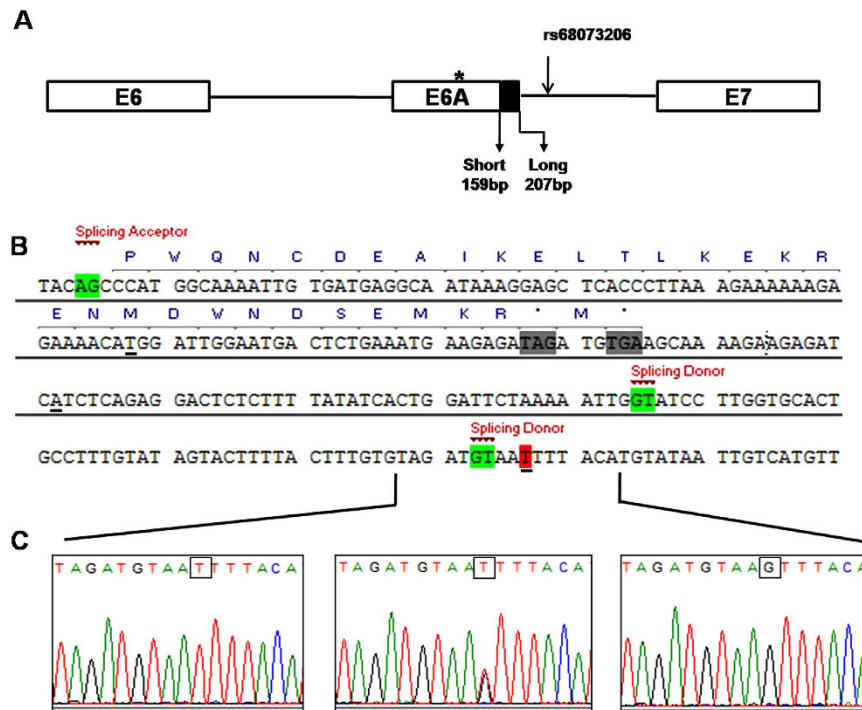 A
rs68073206
*
E6
E6A
E7
Short
159bp
Long
207bp
B
Splicing Acceptor
P W Q N C D E A I K E L T L K E K R
TACAGCCCAT GGCAAAATTG TGATGAGGCA ATAAAGGAGC TCACCCTTAA AGAAAAAAGA
E N M D W N D S E M K R * M *
GAAAACATGG ATTGGAATGA CTCTGAAATG AAGAGATAGA TGTGAAGCAA AAGAAGAGAT
CATCTCAGAG GACTCTCTTT TATATCACTG GATTCTAAAA ATTGGTATCC TTGGTGCACT
Splicing Donor
Splicing Donor
GCCTTTGTAT AGTACTTTTA CTTTGTGTAG ATGTAATTTT ACATGTATAA TTGTCATGTT
C
TAGATGTAATTTTACA
TAGATGTAATTTTACA
TAGATGTAAGTTTACA